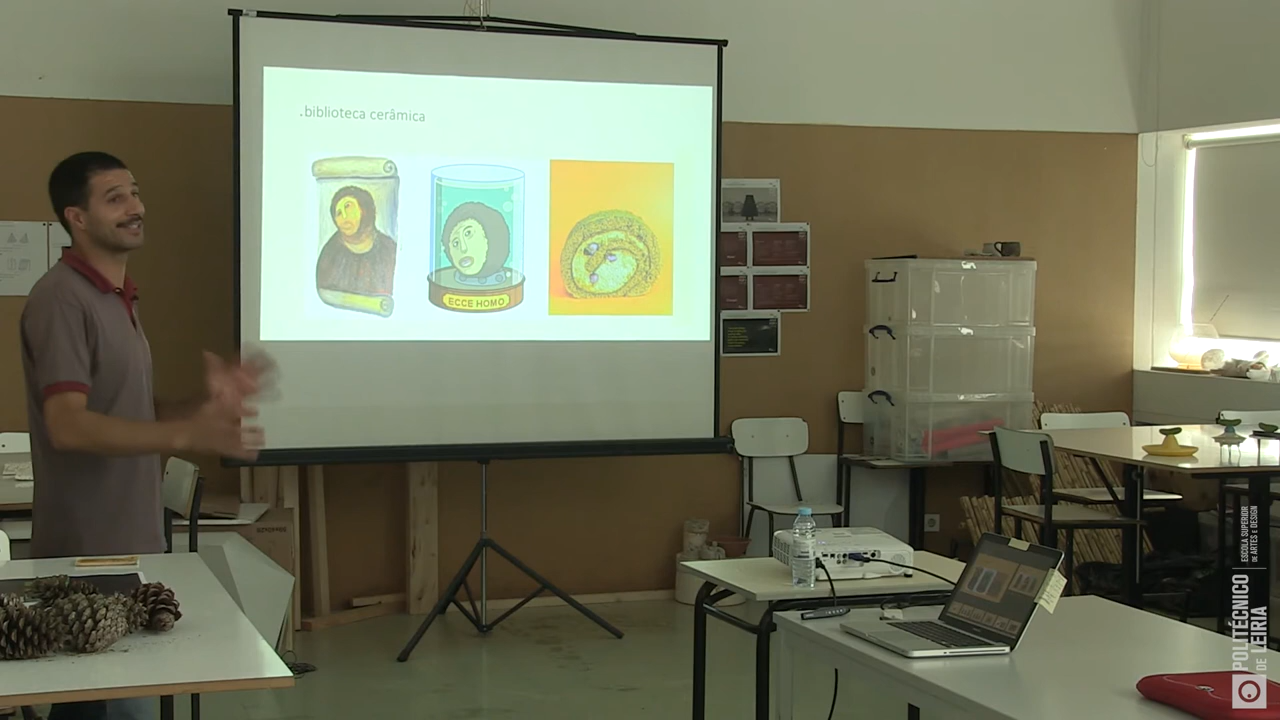 .biblioteca cerâmica
ECCE HOMO
POLITÉCNICO
DE LEIRIA
ESCOLA SUPERIOR
DE ARTES E DESIGN